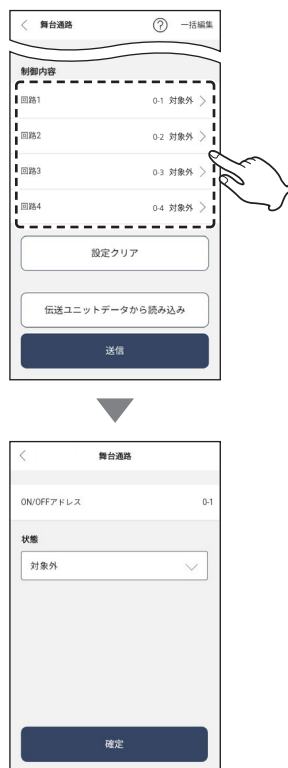 舞台通路 ? 一括編集
制御内容
回路1 0-1 対象外
回路2 0-2 対象外
回路3 0-3 対象外
回路4 0-4 対象外
設定クリア
伝送ユニットデータから読み込み
送信
舞台通路
ON/OFFアドレス 0-1
状態
対象外
確定